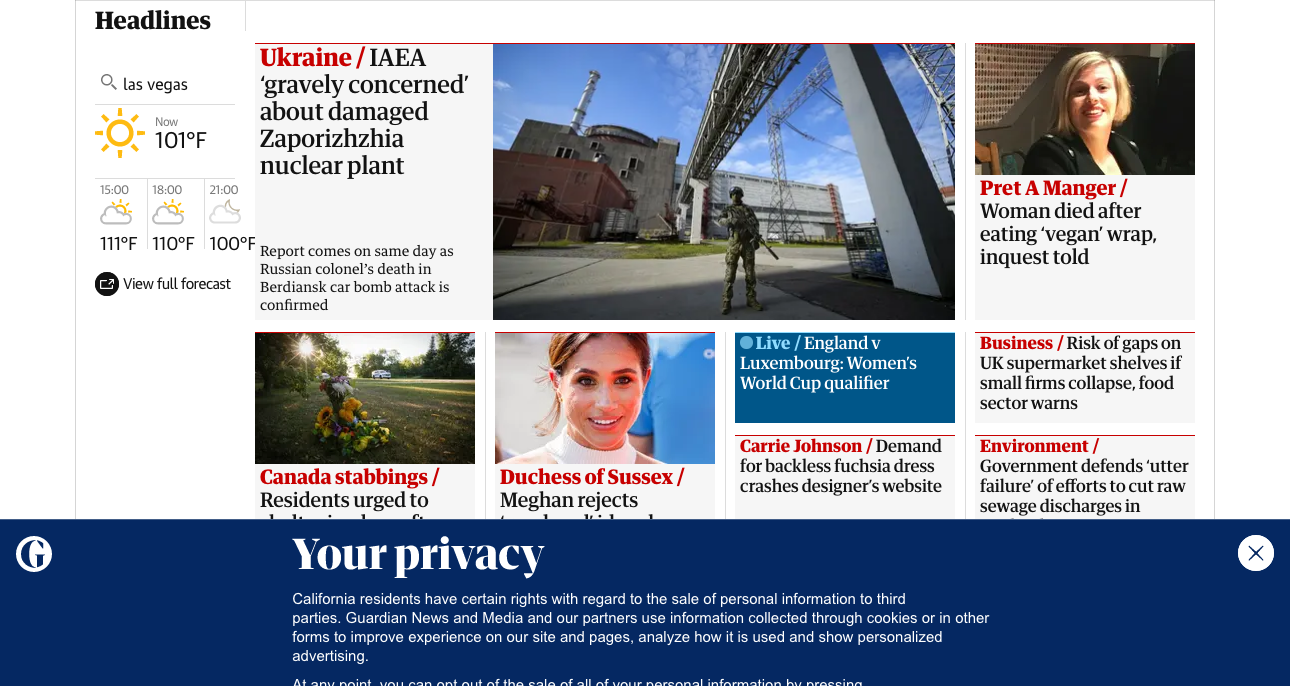 Headlines
las vegas
Now
101°F
15:00
18:00
21:00
111°F
110°F
100°F
View full forecast
Ukraine / IAEA
‘gravely concerned’
about damaged
Zaporizhzhia
nuclear plant
Report comes on same day as
Russian colonel’s death in
Berdiansk car bomb attack is
confirmed
Pret A Manger /
Woman died after
eating ‘vegan’ wrap,
inquest told
Canada stabbings /
Residents urged to
Duchess of Sussex /
Meghan rejects
Live / England v
Luxembourg: Women’s
World Cup qualifier
Carrie Johnson / Demand
for backless fuchsia dress
crashes designer’s website
Business / Risk of gaps on
UK supermarket shelves if
small firms collapse, food
sector warns
Environment /
Government defends ‘utter
failure’ of efforts to cut raw
sewage discharges in
G
Your privacy
California residents have certain rights with regard to the sale of personal information to third
parties. Guardian News and Media and our partners use information collected through cookies or in other
forms to improve experience on our site and pages, analyze how it is used and show personalized
advertising.
At any point, you can opt out of the sale of all of your personal information by pressing